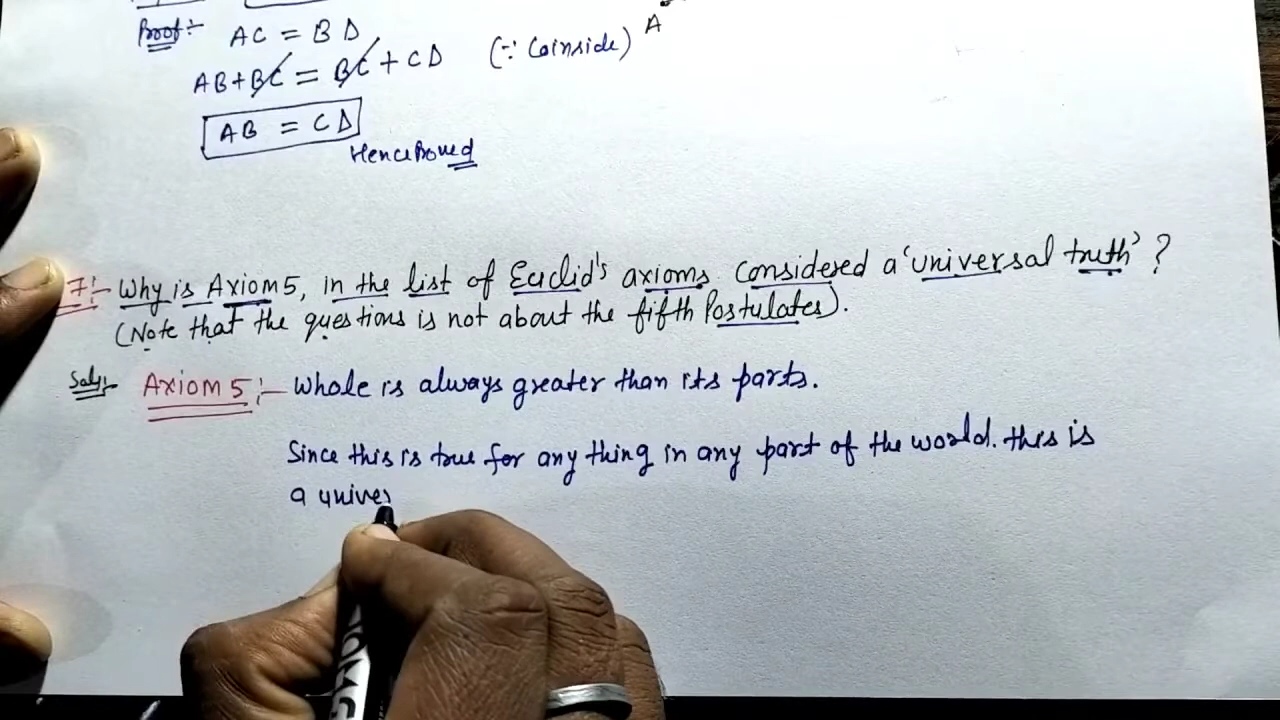 Proof:-
AC = BD
A
AB+BC = BC+CD (∵ Coinside)
AB = CD
Hence Proved
7:- Why is Axiom 5, in the list of Euclid's axioms. Considered a 'universal truth'?
(Note that the questions is not about the fifth Postulates).
Soln:- Axiom 5:- Whole is always greater than its parts.
Since this is true for any thing in any part of the world. this is
a univer